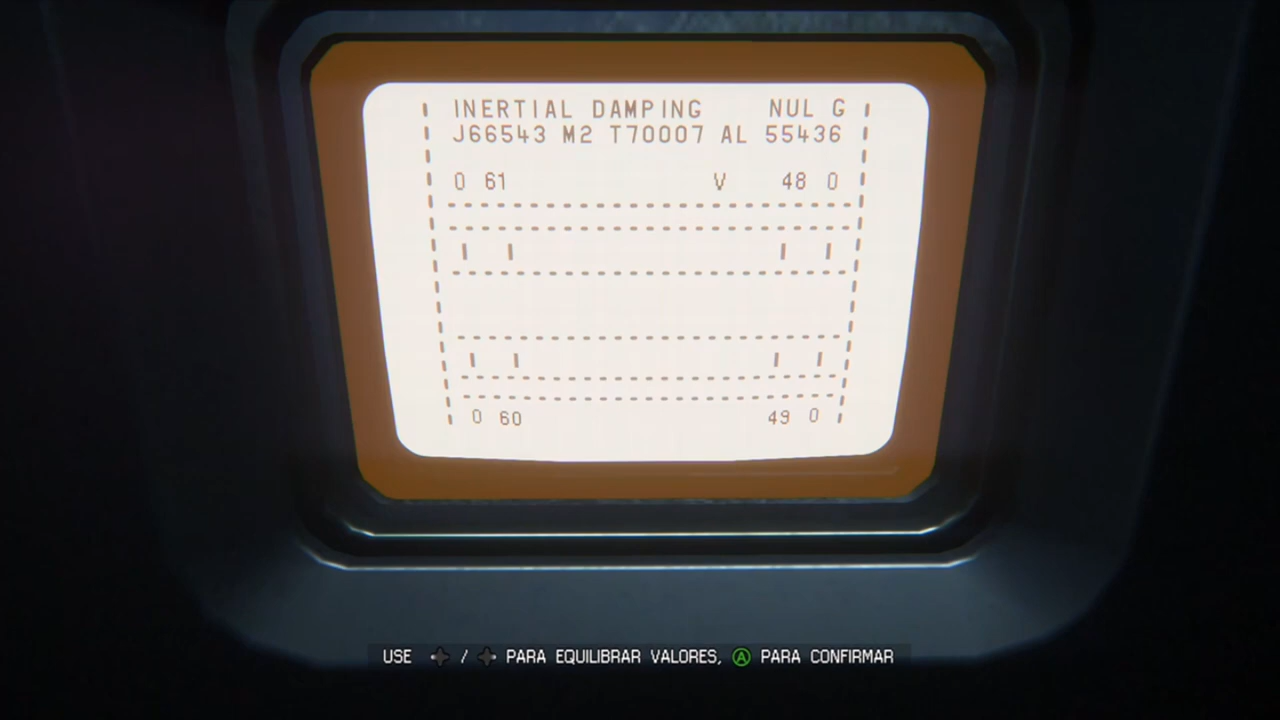 INERTIAL DAMPING NUL G
J66543 M2 T70007 AL 55436
0 61 V 48 0
0 60 49 0
USE / PARA EQUILIBRAR VALORES, A PARA CONFIRMAR